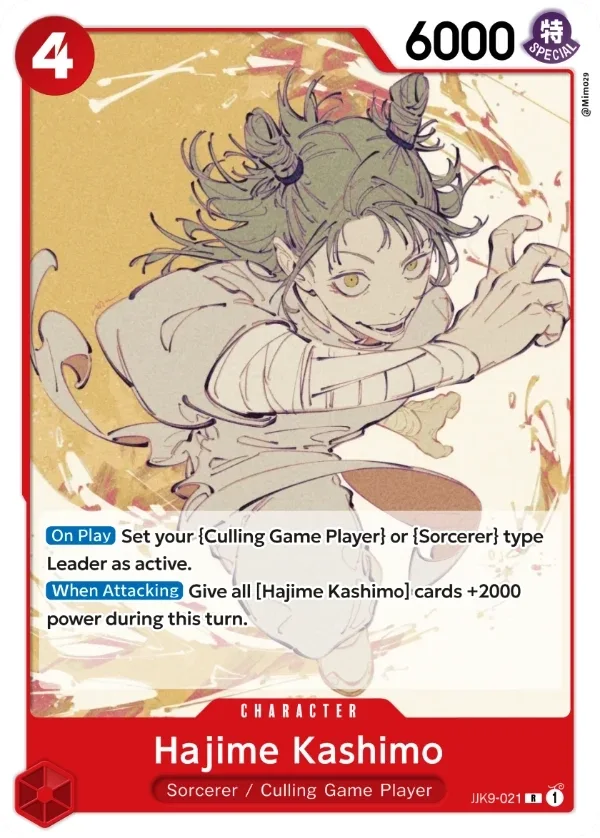 4
6000
特
SPECIAL
@Mimo29
On Play Set your {Culling Game Player} or {Sorcerer} type
Leader as active.
When Attacking Give all [Hajime Kashimo] cards +2000
power during this turn.
CHARACTER
Hajime Kashimo
Sorcerer / Culling Game Player
JJK9-021 R 1